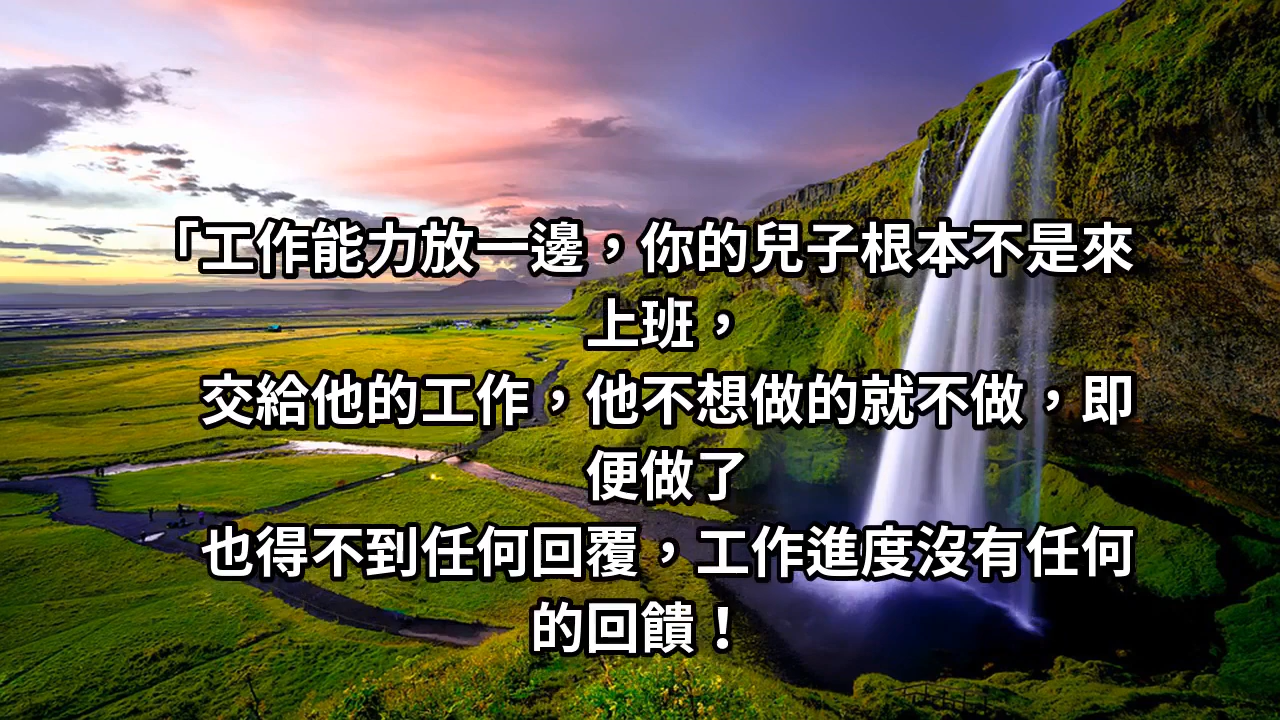 「工作能力放一邊，你的兒子根本不是來
上班，
交給他的工作，他不想做的就不做，即
便做了
也得不到任何回覆，工作進度沒有任何
的回饋！